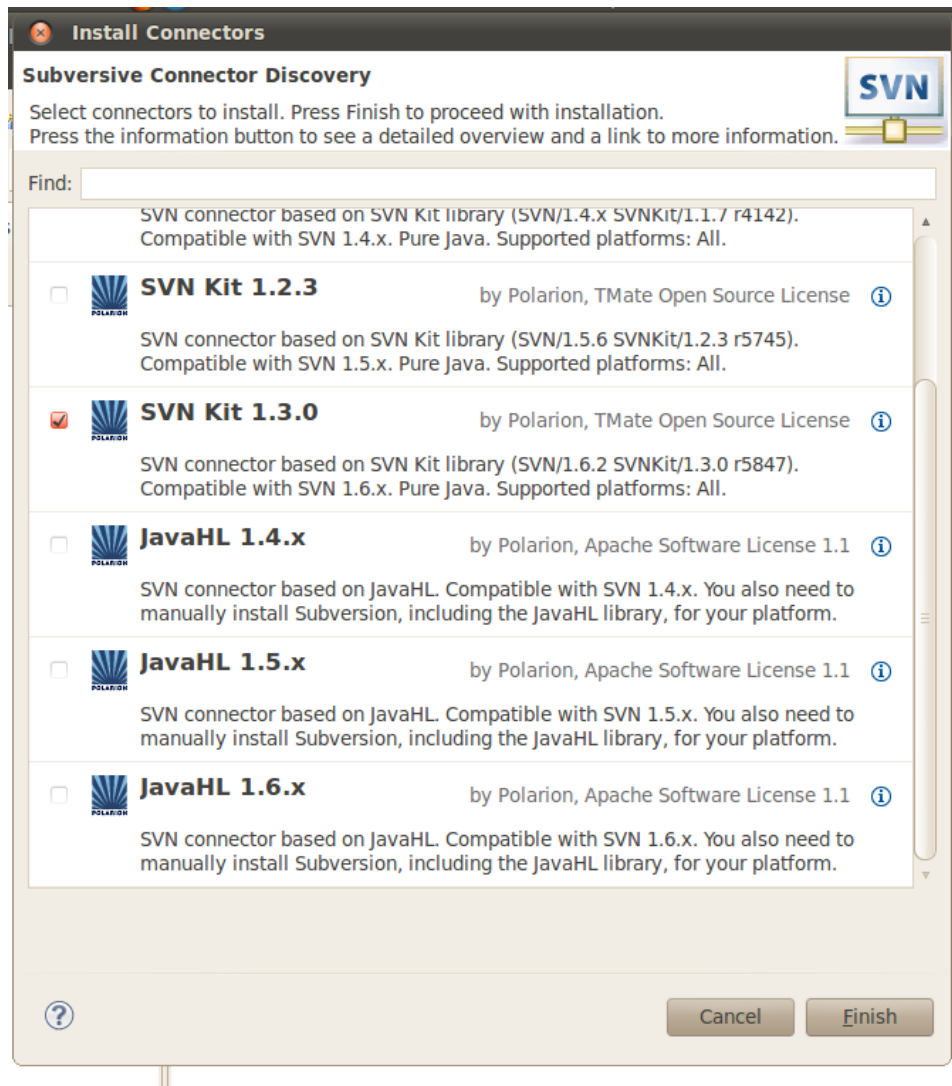 Install Connectors
Subversive Connector Discovery
Select connectors to install. Press Finish to proceed with installation.
Press the information button to see a detailed overview and a link to more information.
SVN
Find:
SVN connector based on SVN Kit library (SVN/1.4.x SVNKit/1.1.7 r4142).
Compatible with SVN 1.4.x. Pure Java. Supported platforms: All.
SVN Kit 1.2.3
by Polarion, TMate Open Source License
POLARION
SVN connector based on SVN Kit library (SVN/1.5.6 SVNKit/1.2.3 r5745).
Compatible with SVN 1.5.x. Pure Java. Supported platforms: All.
SVN Kit 1.3.0
by Polarion, TMate Open Source License
POLARION
SVN connector based on SVN Kit library (SVN/1.6.2 SVNKit/1.3.0 r5847).
Compatible with SVN 1.6.x. Pure Java. Supported platforms: All.
JavaHL 1.4.x
by Polarion, Apache Software License 1.1
POLARION
SVN connector based on JavaHL. Compatible with SVN 1.4.x. You also need to
manually install Subversion, including the JavaHL library, for your platform.
JavaHL 1.5.x
by Polarion, Apache Software License 1.1
POLARION
SVN connector based on JavaHL. Compatible with SVN 1.5.x. You also need to
manually install Subversion, including the JavaHL library, for your platform.
JavaHL 1.6.x
by Polarion, Apache Software License 1.1
POLARION
SVN connector based on JavaHL. Compatible with SVN 1.6.x. You also need to
manually install Subversion, including the JavaHL library, for your platform.
Cancel
Finish